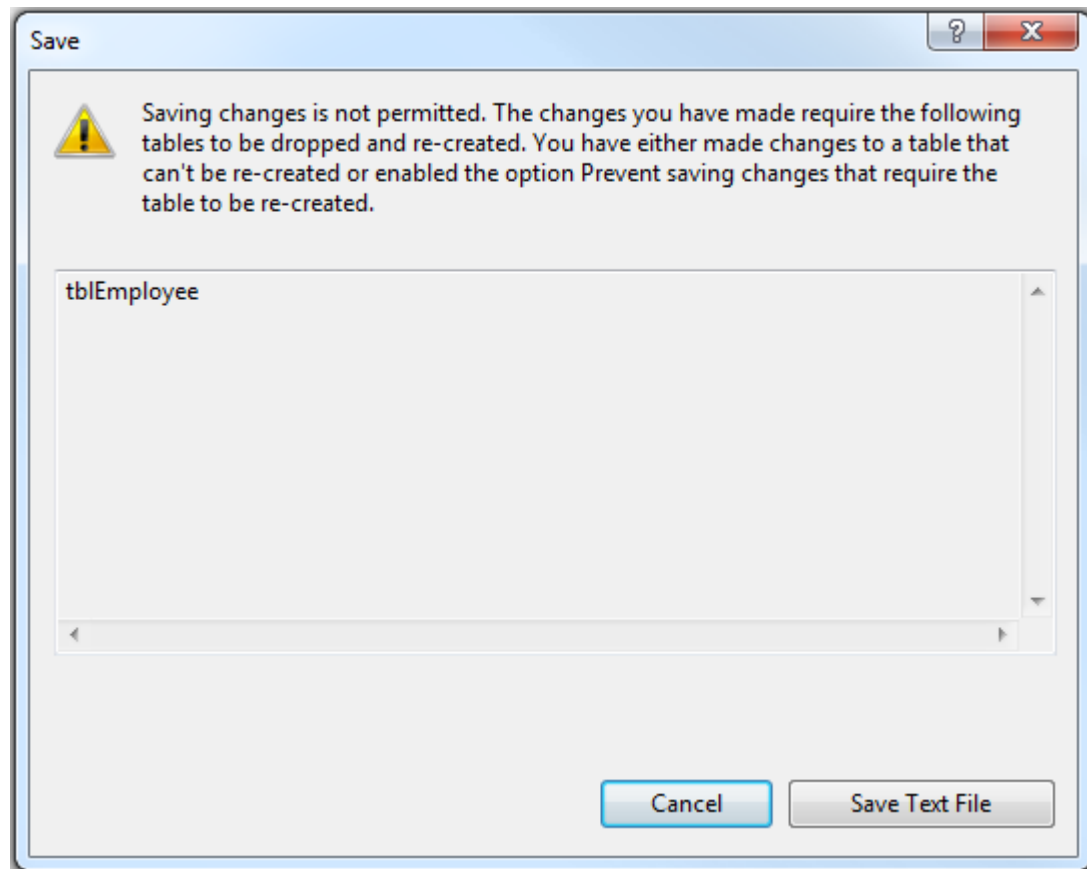 Save
Saving changes is not permitted. The changes you have made require the following
tables to be dropped and re-created. You have either made changes to a table that
can't be re-created or enabled the option Prevent saving changes that require the
table to be re-created.
tblEmployee
Cancel
Save Text File